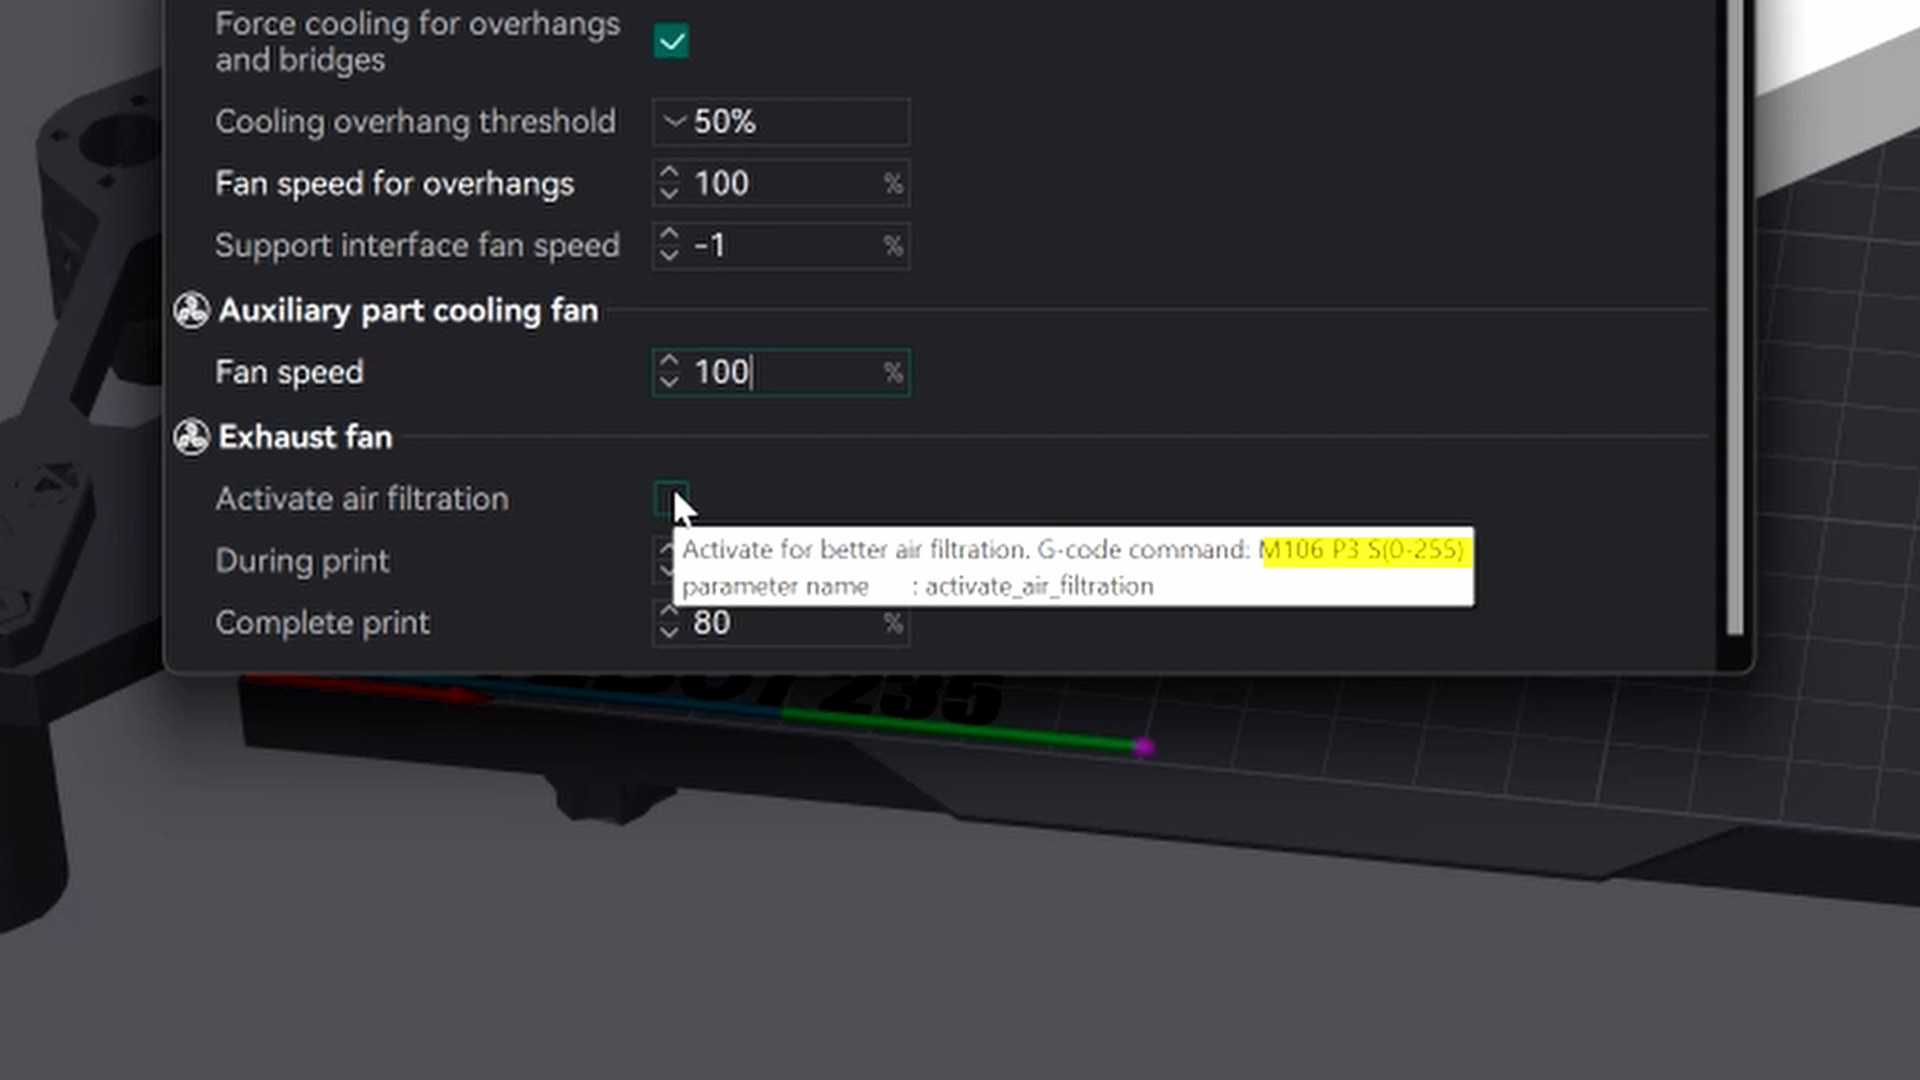 Force cooling for overhangs
and bridges
Cooling overhang threshold 50%
Fan speed for overhangs 100 %
Support interface fan speed -1 %
Auxiliary part cooling fan
Fan speed 100 %
Exhaust fan
Activate air filtration
Activate for better air filtration. G-code command: M106 P3 S(0-255)
During print
parameter name : activate_air_filtration
Complete print 80 %
235